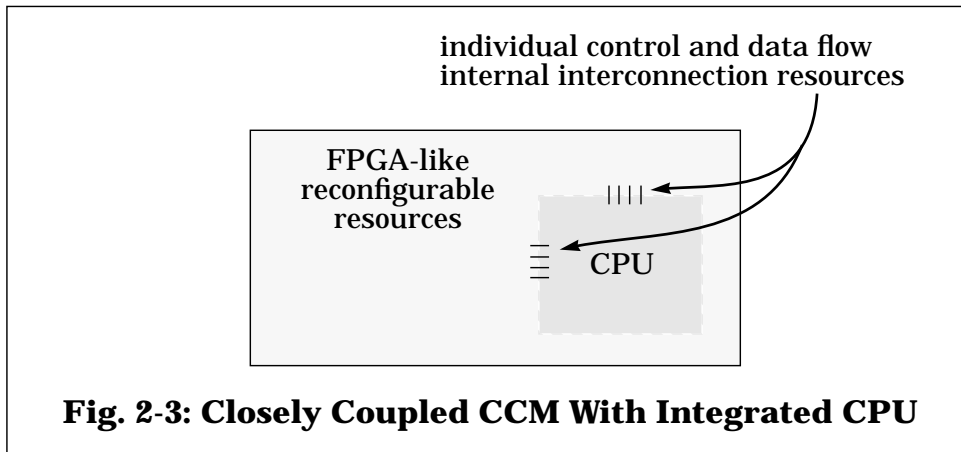 individual control and data flow
internal interconnection resources
FPGA-like
reconfigurable
resources
CPU
Fig. 2-3: Closely Coupled CCM With Integrated CPU